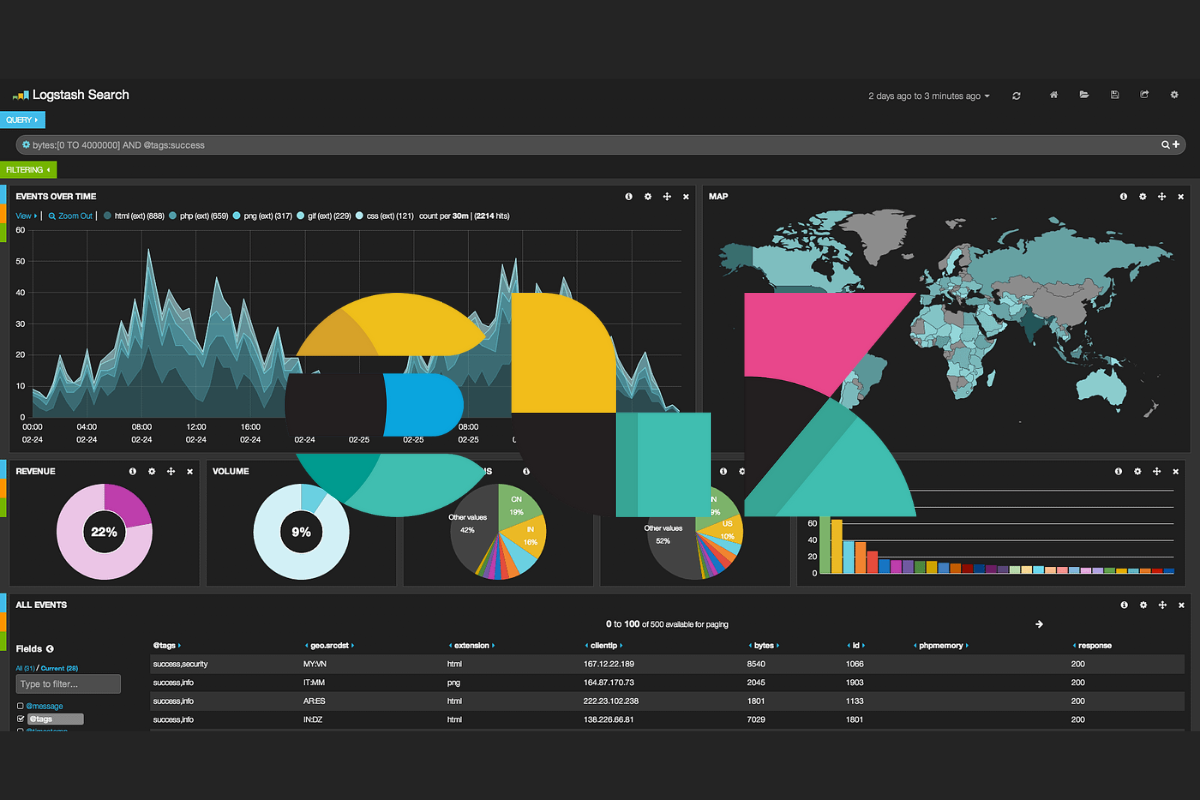 Logstash Search
2 days ago to 3 minutes ago
QUERY
bytes:[0 TO 4000000] AND @tags:success
FILTERING
EVENTS OVER TIME
View | Zoom Out | html (ext) (888) php (ext) (659) png (ext) (317) gif (ext) (229) css (ext) (121) count per 30m | (2214 hits)
60
50
40
30
20
10
0
00:00 04:00 08:00 12:00 16:00 08:00
02-24 02-24 02-24 02-24 02-24 02-24 02-25 02-25 02-25
MAP
REVENUE
22%
VOLUME
9%
CN
19%
IN
16%
Other values
42%
US
10%
Other values
52%
60
40
20
0
ALL EVENTS
0 to 100 of 500 available for paging
Fields
All (31) / Current (28)
Type to filter...
@message
@tags
@tags geo.srcdst extension clientip bytes id phpmemory response
success,security MY:VN html 167.12.22.189 8540 1066 200
success,info IT:MM png 164.87.170.73 2045 1903 200
success,info AR:ES html 222.23.102.238 1801 1133 200
success,info IN:DZ html 138.226.66.81 7029 1801 200